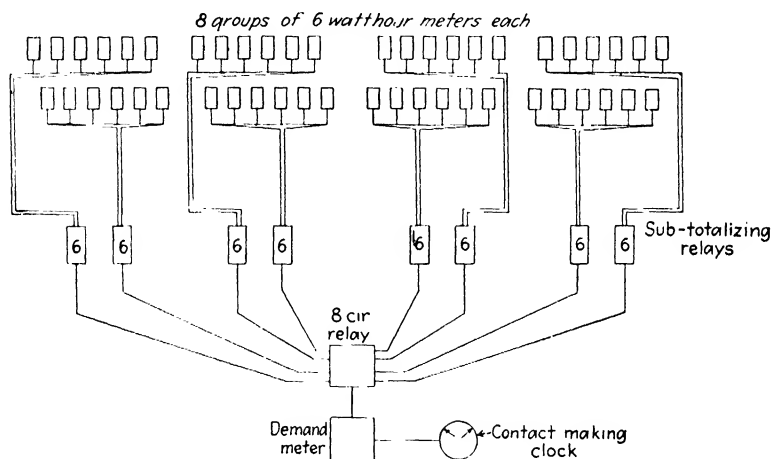 8 groups of 6 watthour meters each
6 6 6 6 6 6 6 6
Sub-totalizing
relays
8 cir
relay
Demand
meter
Contact making
clock